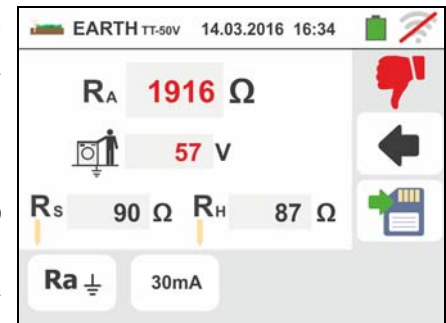 EARTH TT-50V 14.03.2016 16:34
RA 1916 Ω
57 V
RS 90 Ω RH 87 Ω
Ra 30mA